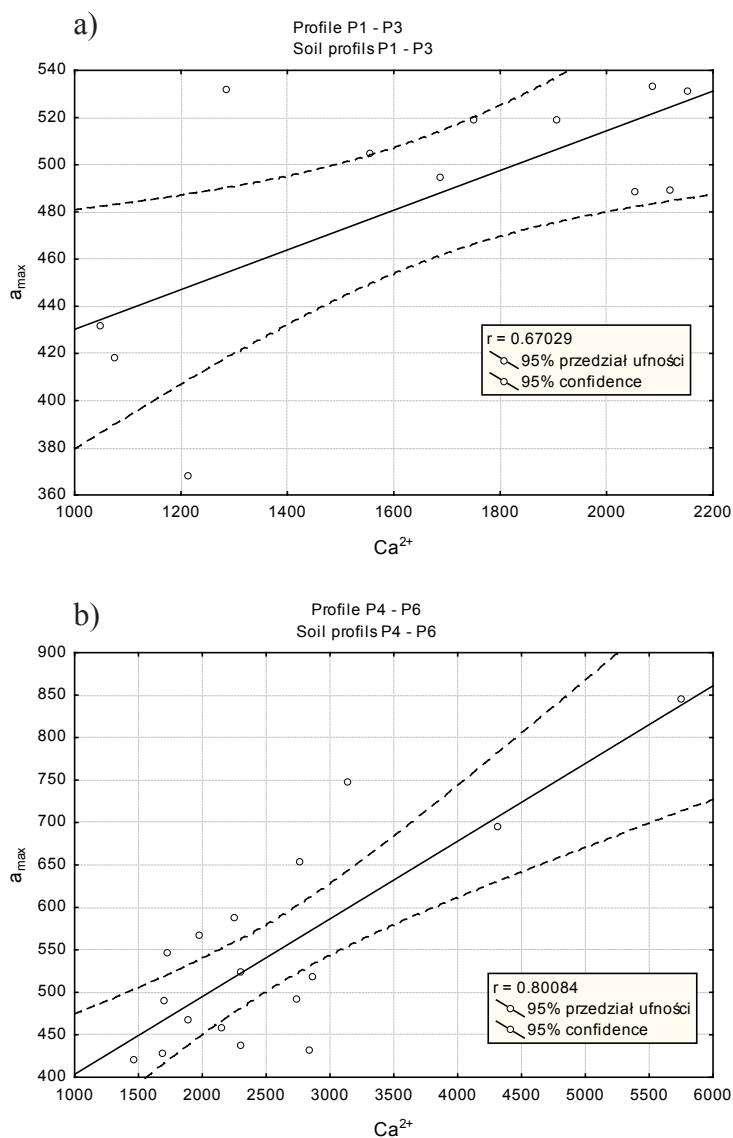 a)
Profile P1 - P3
Soil profils P1 - P3
540
520
500
480
460
440
420
400
380
360
a max
r = 0.67029
95% przedział ufności
95% confidence
1000 1200 1400 1600 1800 2000 2200
Ca2+
b)
Profile P4 - P6
Soil profils P4 - P6
900
850
800
750
700
650
600
550
500
450
400
a max
r = 0.80084
95% przedział ufności
95% confidence
1000 1500 2000 2500 3000 3500 4000 4500 5000 5500 6000
Ca2+